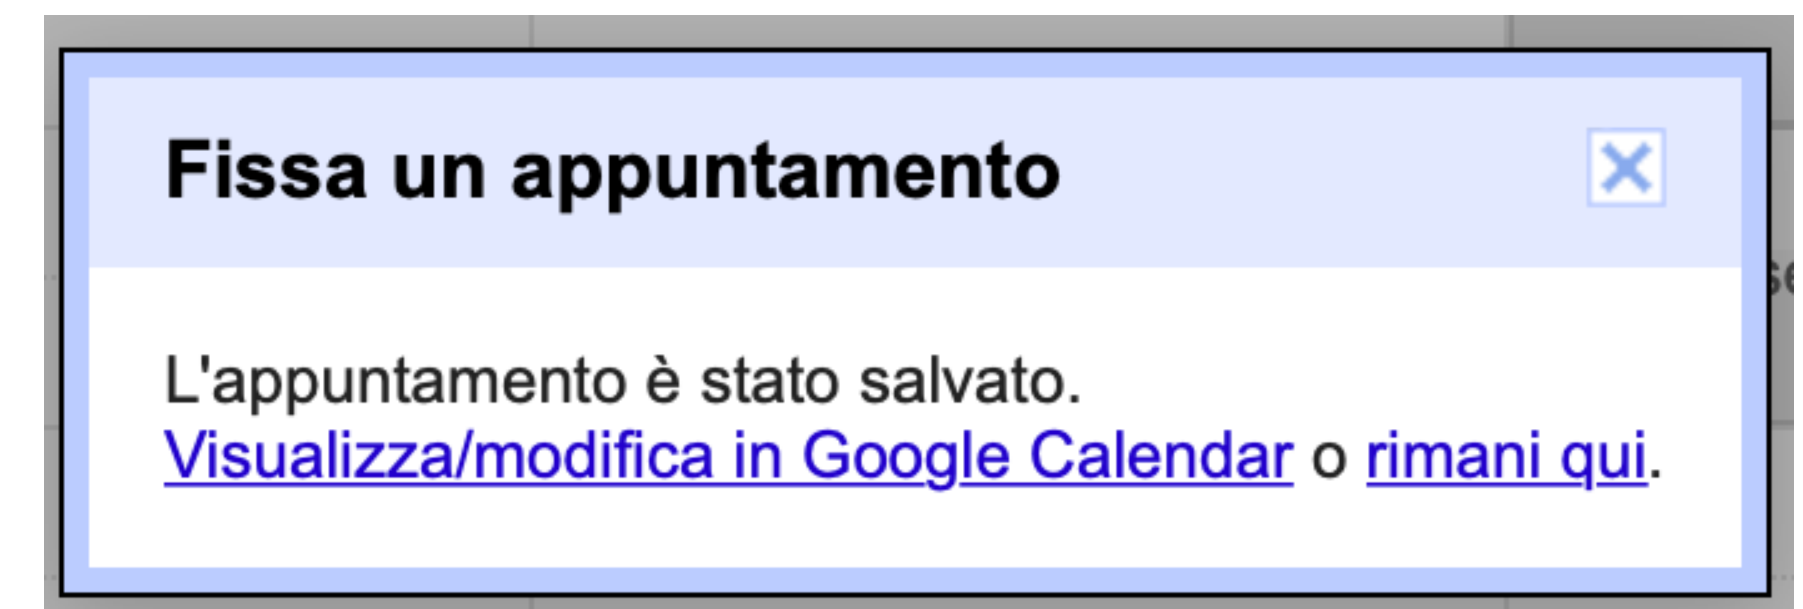 Fissa un appuntamento
L'appuntamento è stato salvato.
Visualizza/modifica in Google Calendar o rimani qui.